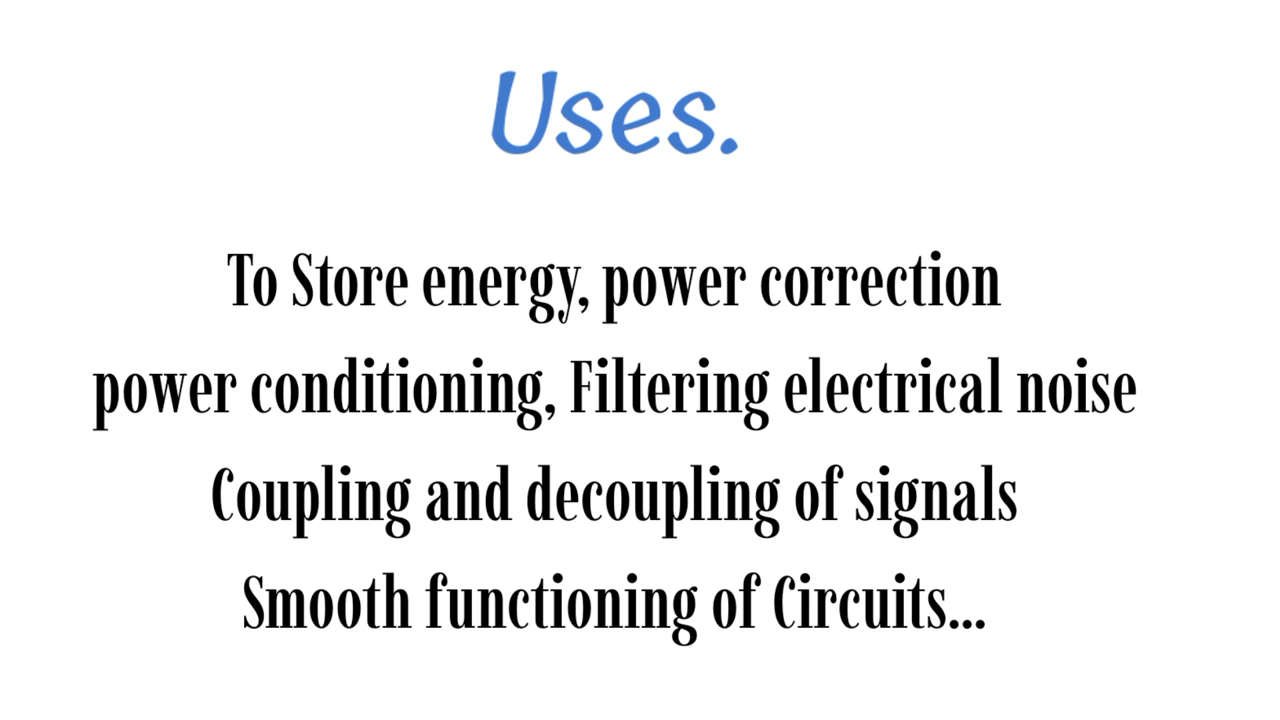 Uses.
To Store energy, power correction
power conditioning, Filtering electrical noise
Coupling and decoupling of signals
Smooth functioning of Circuits...